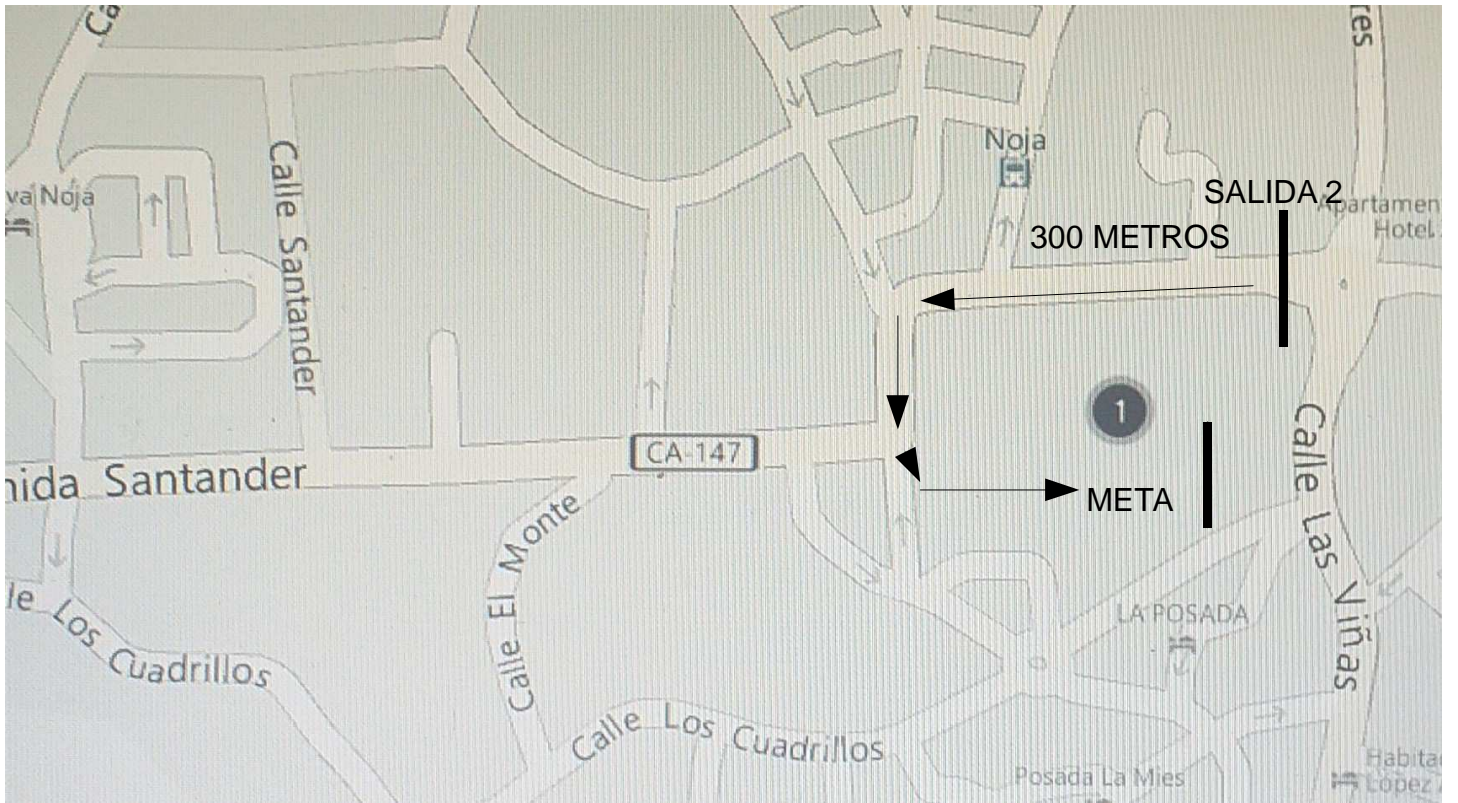 Ca
res
Noja
va Noja
Calle Santander
SALIDA 2
Apartamen
Hotel
300 METROS
1
CA-147
nida Santander
META
Calle Las Viñas
Calle El Monte
le Los Cuadrillos
LA POSADA
Calle Los Cuadrillos
Posada La Mies
Habita
López